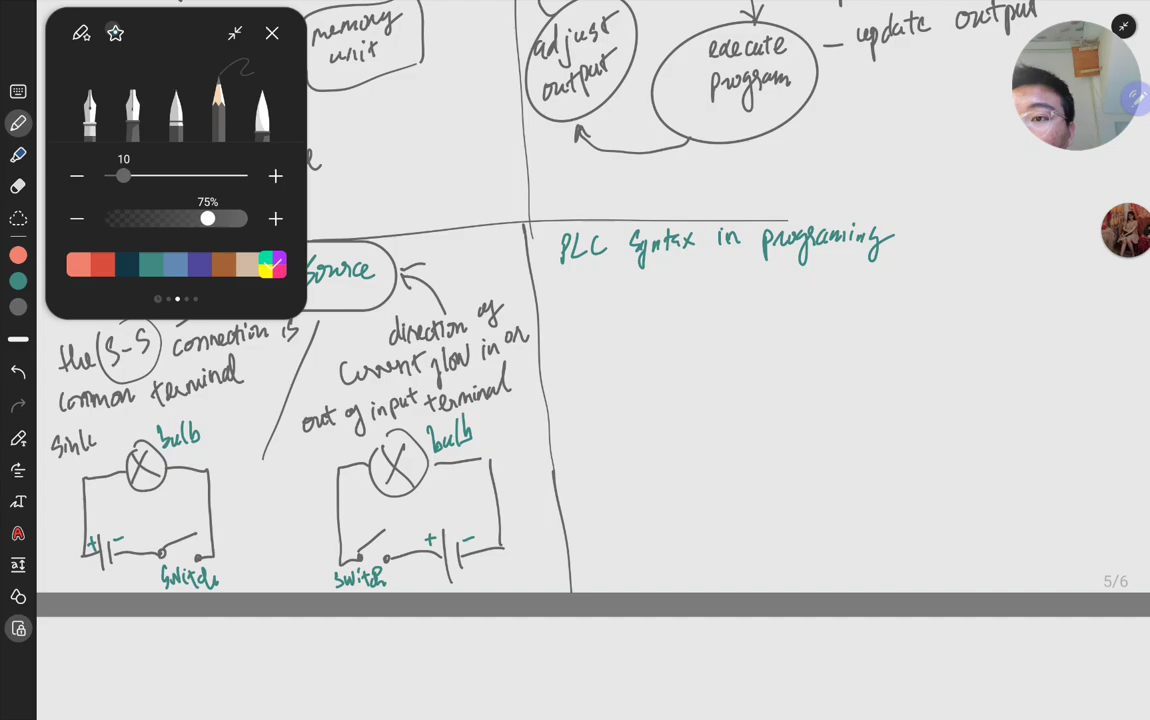 10
75%
memory
unit
adjust
output
execute
program
- update output
Source
PLC syntax in programing
the (S-S) connection is
common terminal
direction of
Current flow in or
out of input terminal
Sink
bulb
+ -
Switch
bulb
switch
+ -
5/6